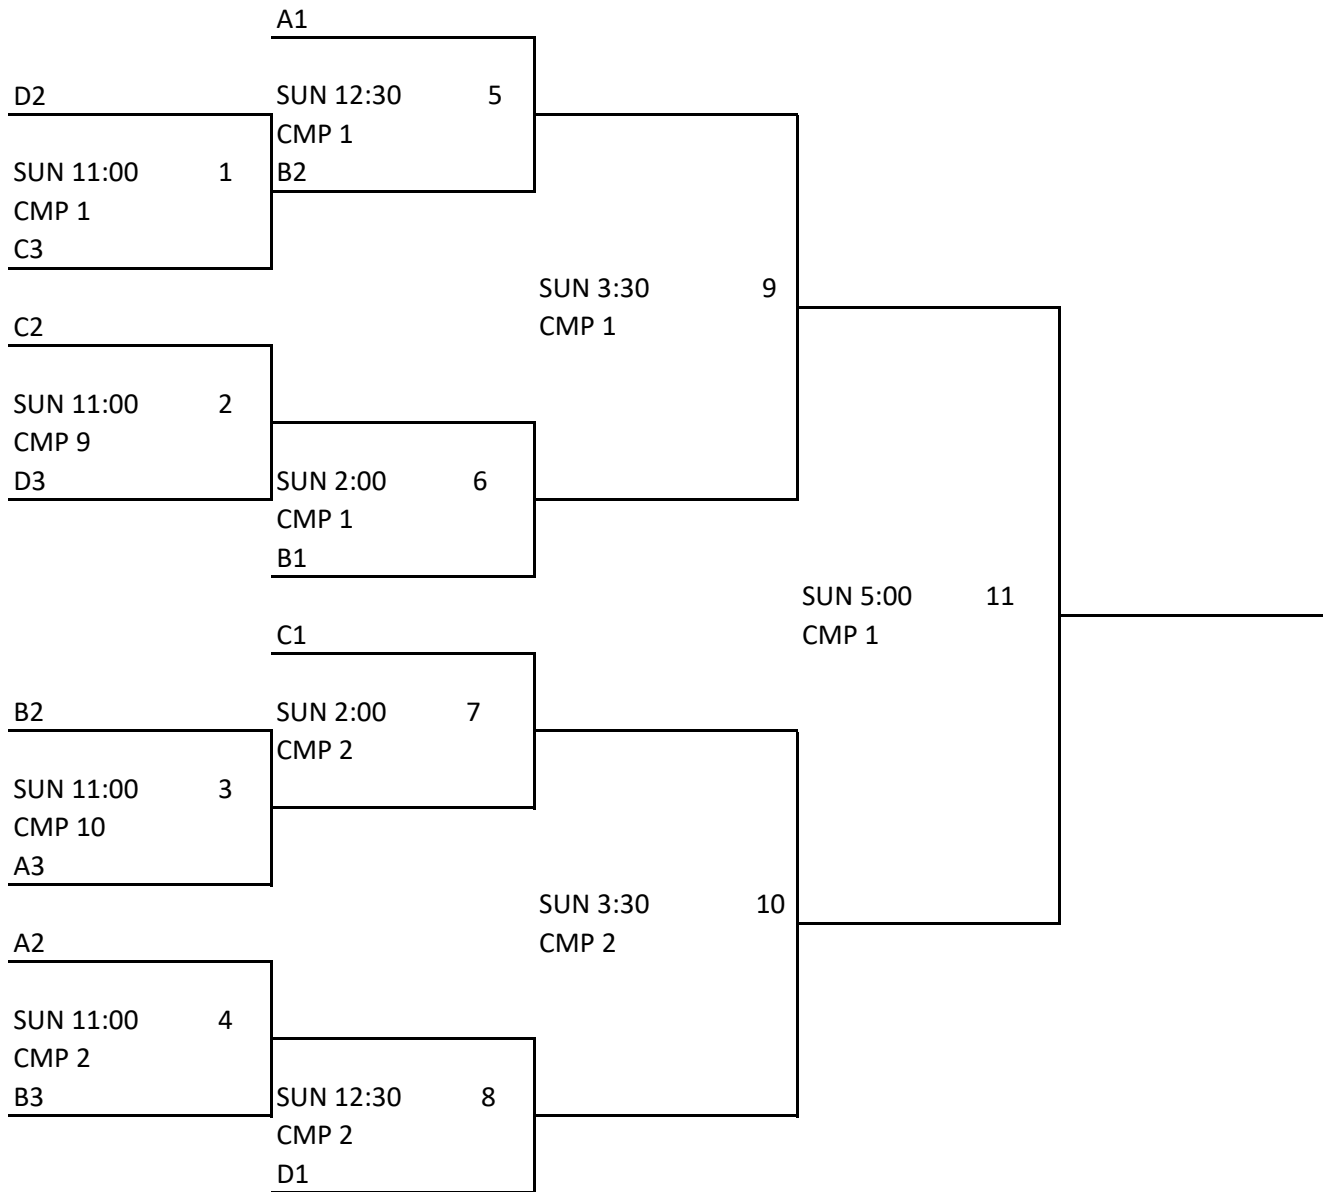 A1
D2
SUN 12:30 5
CMP 1
SUN 11:00 1
B2
CMP 1
C3
SUN 3:30 9
CMP 1
C2
SUN 11:00 2
CMP 9
D3
SUN 2:00 6
CMP 1
B1
SUN 5:00 11
CMP 1
C1
B2
SUN 2:00 7
CMP 2
SUN 11:00 3
CMP 10
A3
SUN 3:30 10
CMP 2
A2
SUN 11:00 4
CMP 2
B3
SUN 12:30 8
CMP 2
D1